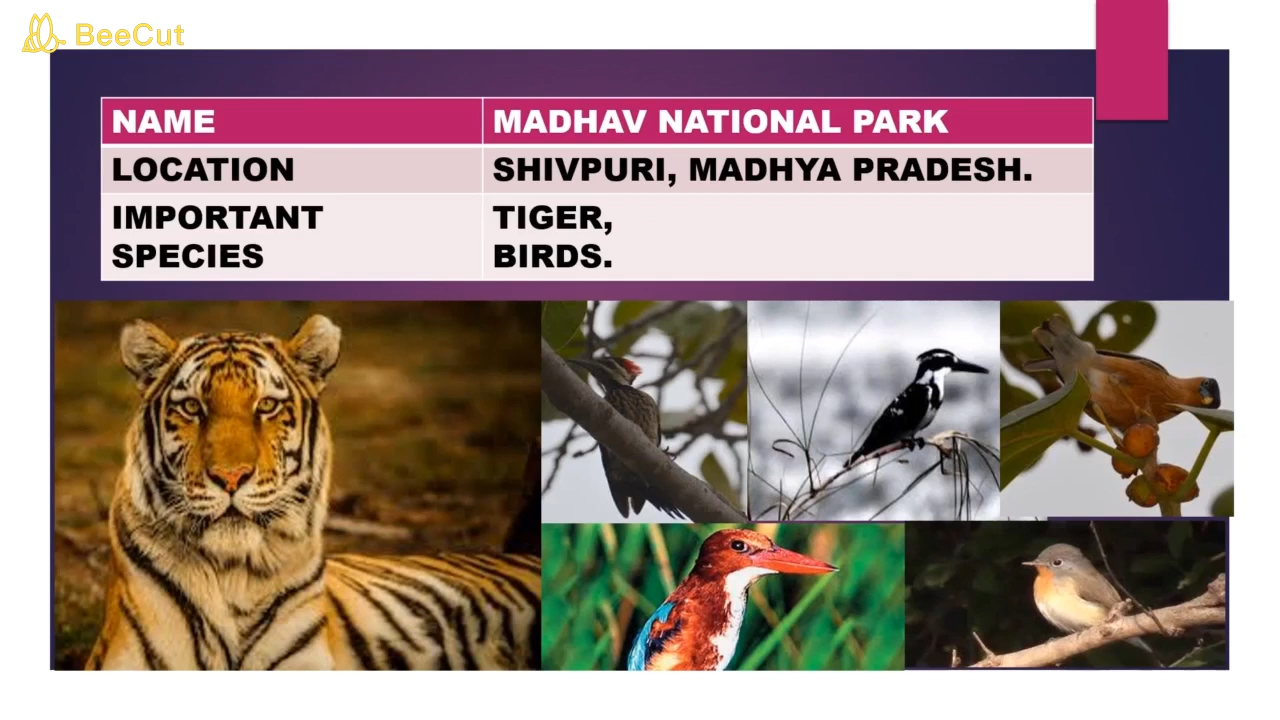 BeeCut
NAME MADHAV NATIONAL PARK
LOCATION SHIVPURI, MADHYA PRADESH.
IMPORTANT SPECIES TIGER,
BIRDS.